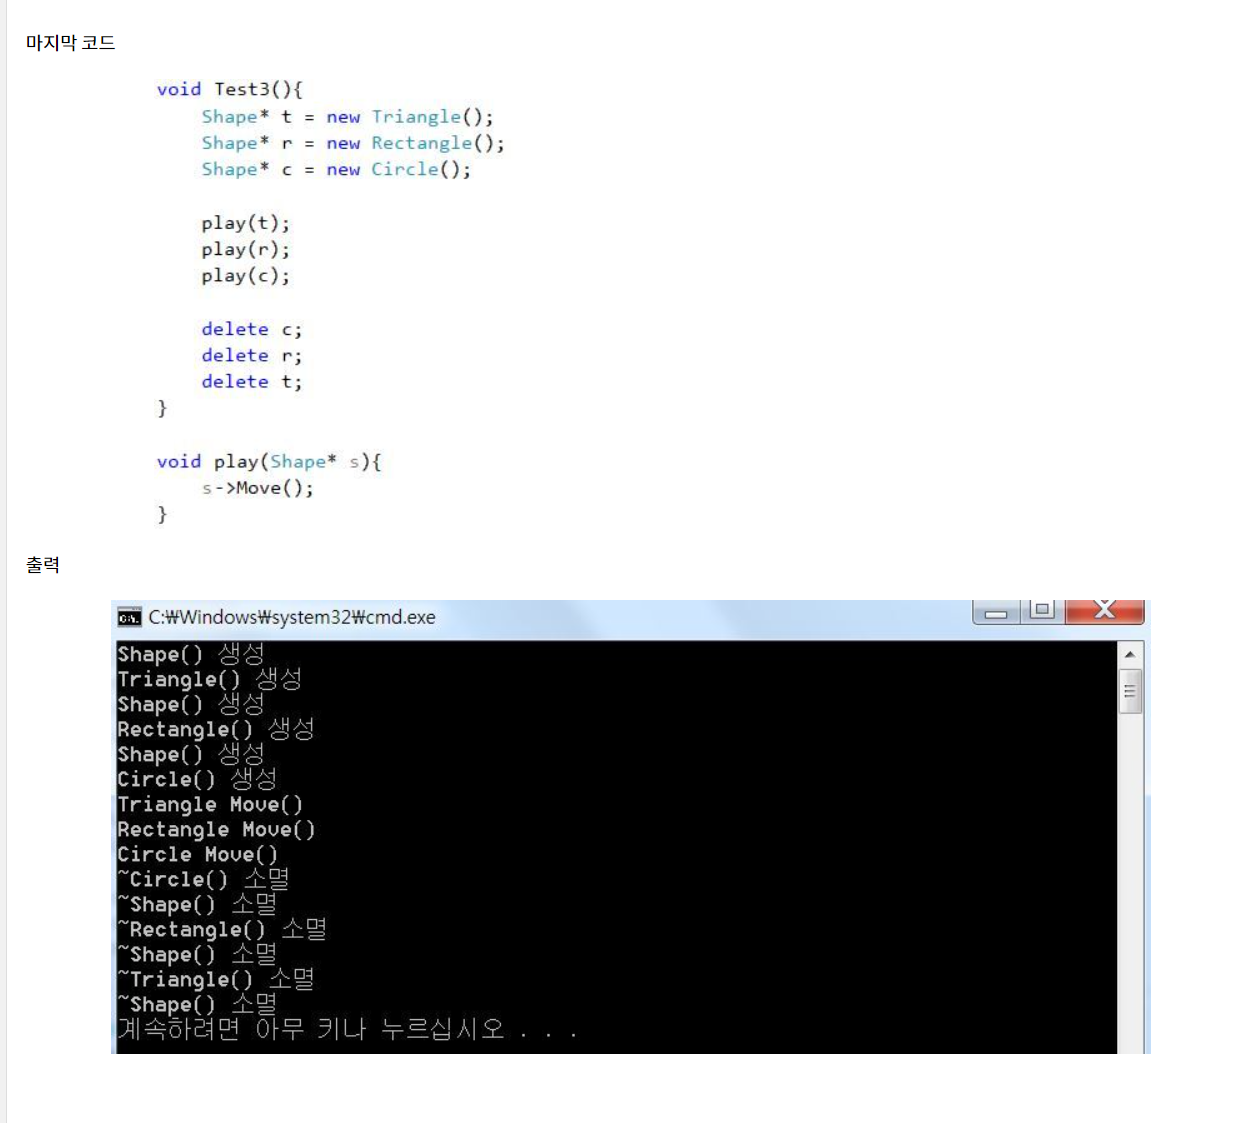 마지막 코드
void Test3(){
Shape* t = new Triangle();
Shape* r = new Rectangle();
Shape* c = new Circle();
play(t);
play(r);
play(c);
delete c;
delete r;
delete t;
}
void play(Shape* s){
s->Move();
}
출력
C:\Windows\system32\cmd.exe
Shape() 생성
Triangle() 생성
Shape() 생성
Rectangle() 생성
Shape() 생성
Circle() 생성
Triangle Move()
Rectangle Move()
Circle Move()
~Circle() 소멸
~Shape() 소멸
~Rectangle() 소멸
~Shape() 소멸
~Triangle() 소멸
~Shape() 소멸
계속하려면 아무 키나 누르십시오 . . .